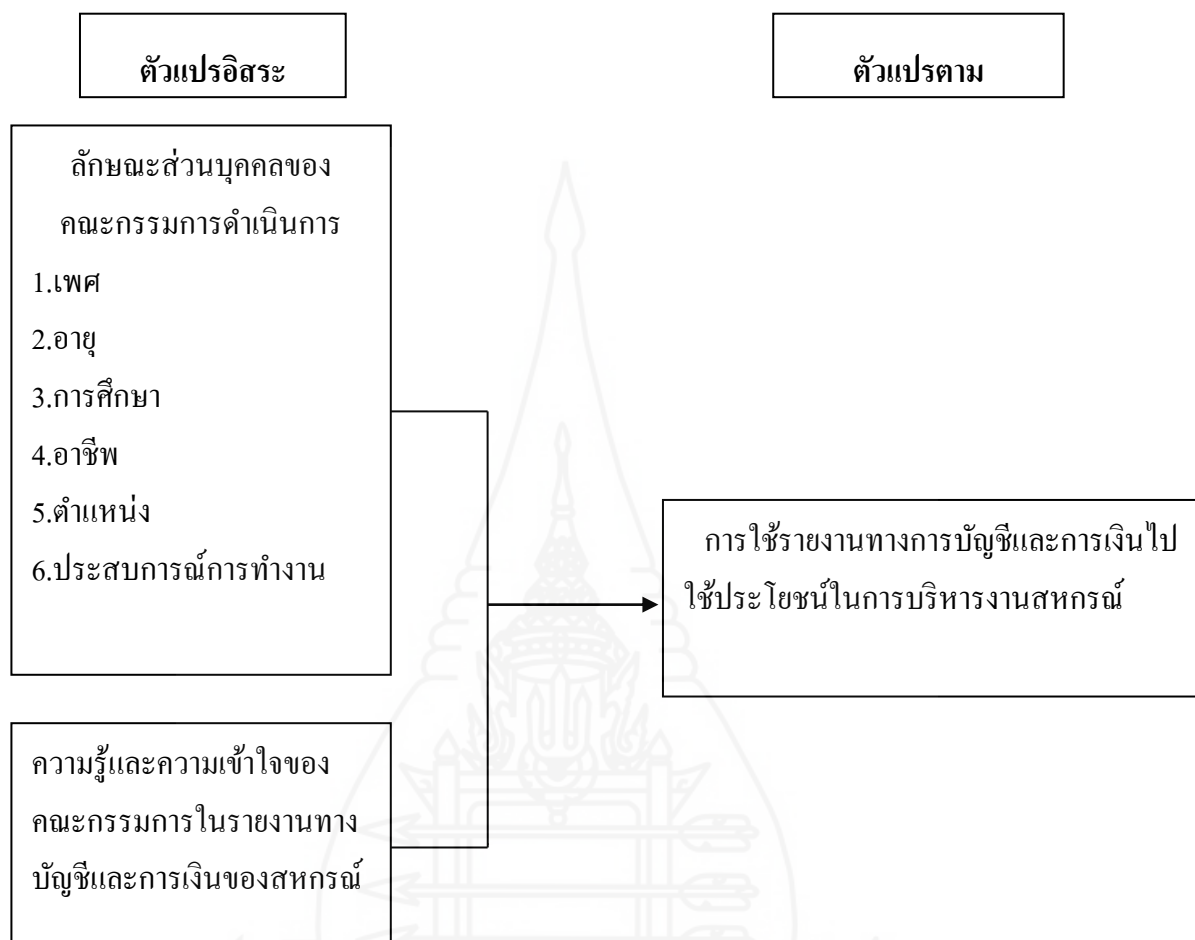 ตัวแปรอิสระ
ตัวแปรตาม
ลักษณะส่วนบุคคลของ
คณะกรรมการดำเนินการ
1.เพศ
2.อายุ
3.การศึกษา
4.อาชีพ
5.ตำแหน่ง
6.ประสบการณ์การทำงาน
การใช้รายงานทางการบัญชีและการเงินไป
ใช้ประโยชน์ในการบริหารงานสหกรณ์
ความรู้และความเข้าใจของ
คณะกรรมการในรายงานทาง
บัญชีและการเงินของสหกรณ์